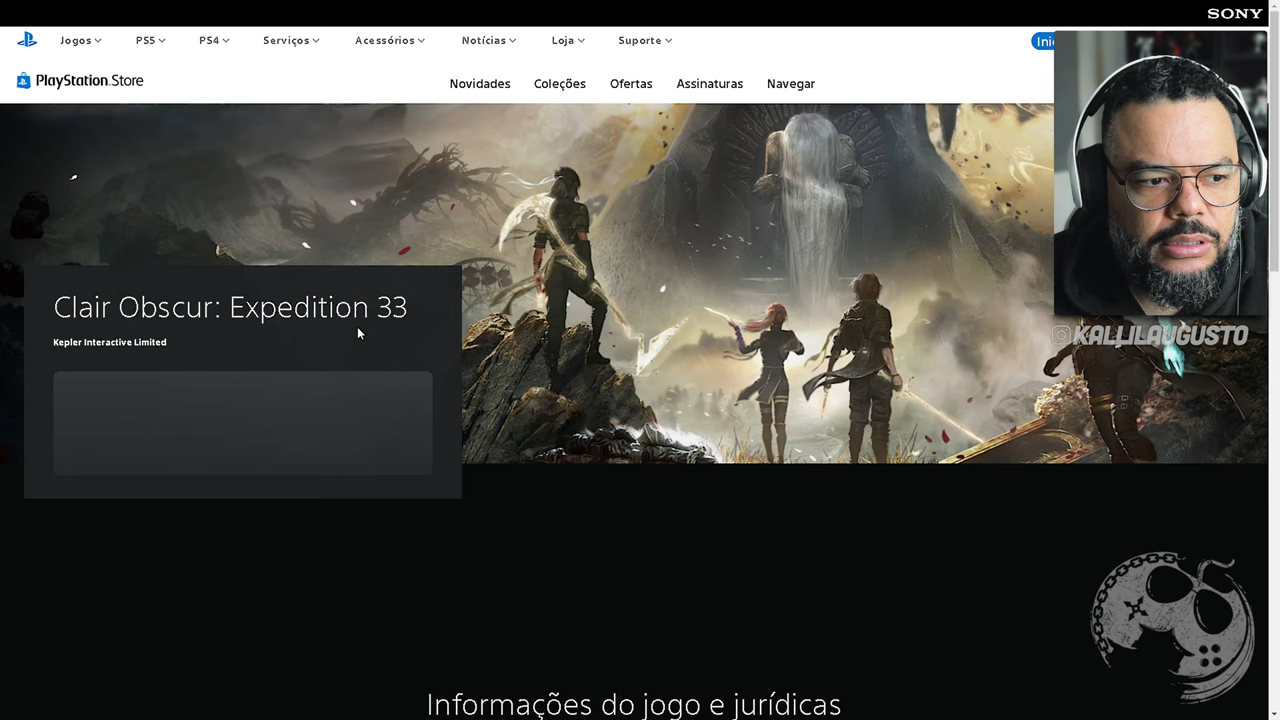 SONY
Jogos PS5 PS4 Serviços Acessórios Notícias Loja Suporte
PlayStation Store
Novidades Coleções Ofertas Assinaturas Navegar
Clair Obscur: Expedition 33
Kepler Interactive Limited
KALLILAUGUSTO
Informações do jogo e jurídicas